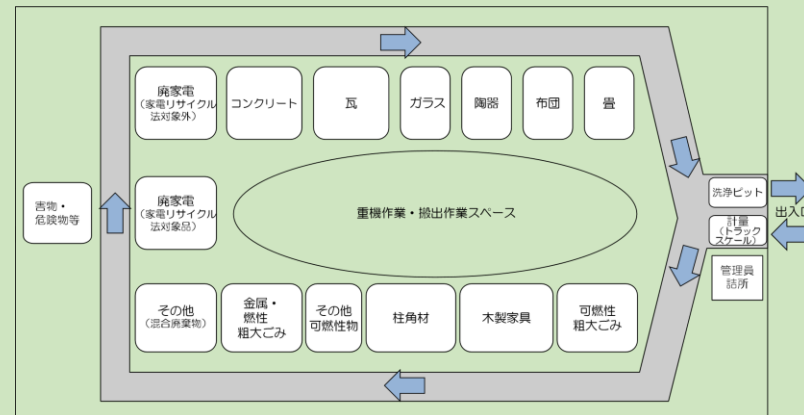 廃家電
（家電リサイクル
法対象外）
コンクリート
瓦
ガラス
陶器
布団
畳
害物・
危険物等
廃家電
（家電リサイクル
法対象品）
重機作業・搬出作業スペース
洗浄ピット
出入口
計量
（トラック
スケール）
管理員
詰所
その他
（混合廃棄物）
金属・
燃性
粗大ごみ
その他
可燃性物
柱角材
木製家具
可燃性
粗大ごみ